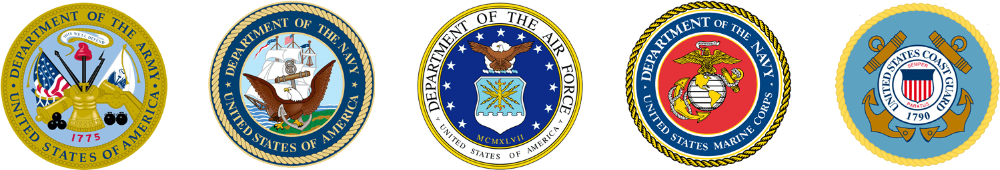 DEPARTMENT OF THE ARMY
THIS WE'LL DEFEND
1775
UNITED STATES OF AMERICA
DEPARTMENT OF THE NAVY
UNITED STATES OF AMERICA
DEPARTMENT OF THE AIR FORCE
MCMXLVII
UNITED STATES OF AMERICA
DEPARTMENT OF THE NAVY
SEMPER FIDELIS
UNITED STATES MARINE CORPS
UNITED STATES COAST GUARD
SEMPER
PARATUS
1790